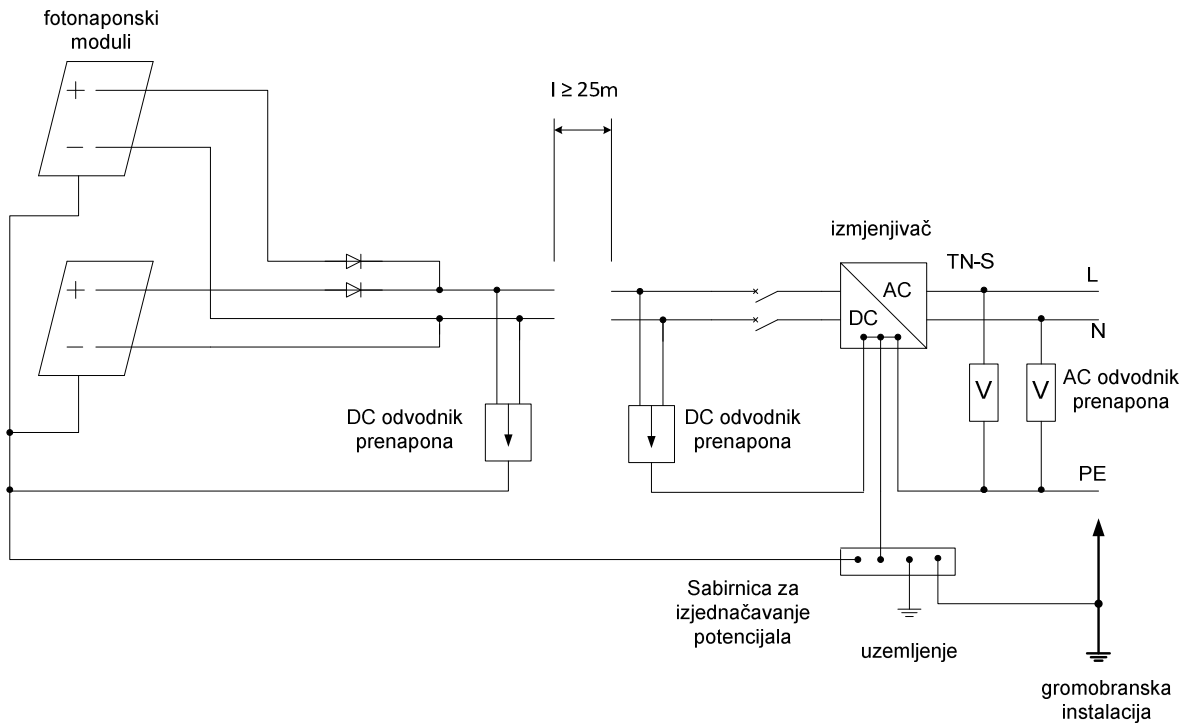 fotonaponski
moduli
+
−
l ≥ 25m
+
−
izmjenjivač
TN-S
L
AC
DC
N
DC odvodnik
prenapona
DC odvodnik
prenapona
V
V
AC odvodnik
prenapona
PE
Sabirnica za
izjednačavanje
potencijala
uzemljenje
gromobranska
instalacija